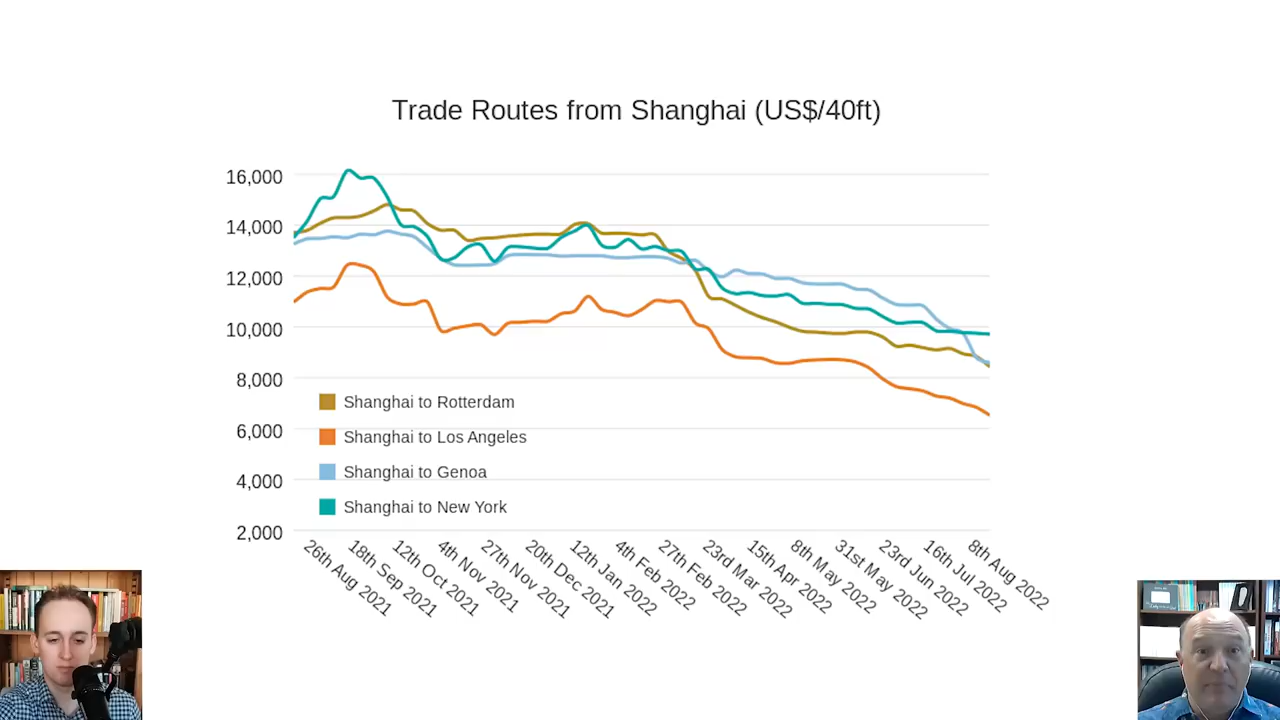 Trade Routes from Shanghai (US$/40ft)
16,000
14,000
12,000
10,000
8,000
6,000
4,000
2,000
Shanghai to Rotterdam
Shanghai to Los Angeles
Shanghai to Genoa
Shanghai to New York
26th Aug 2021
18th Sep 2021
12th Oct 2021
4th Nov 2021
27th Nov 2021
20th Dec 2021
12th Jan 2022
4th Feb 2022
27th Feb 2022
23rd Mar 2022
15th Apr 2022
8th May 2022
31st May 2022
23rd Jun 2022
16th Jul 2022
8th Aug 2022